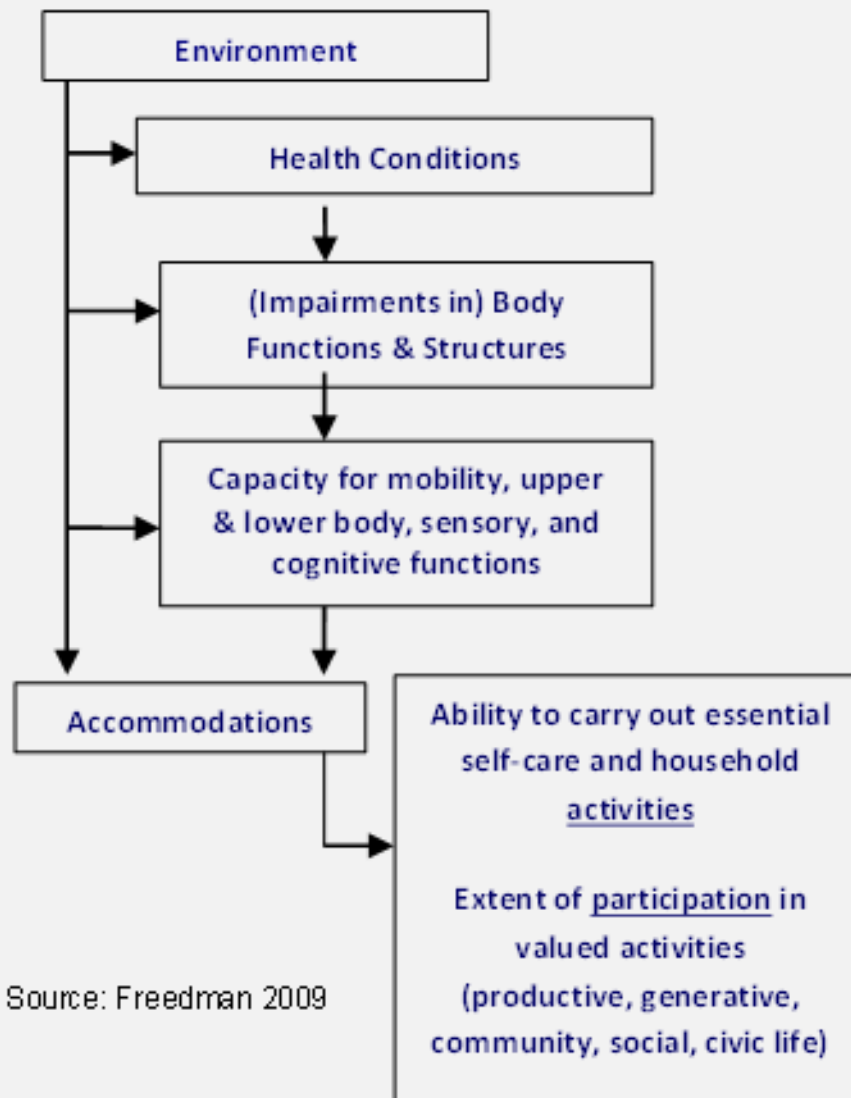 Environment
Health Conditions
(Impairments in) Body
Functions & Structures
Capacity for mobility, upper
& lower body, sensory, and
cognitive functions
Accommodations
Ability to carry out essential
self-care and household
activities
Extent of participation in
valued activities
(productive, generative,
community, social, civic life)
Source: Freedman 2009